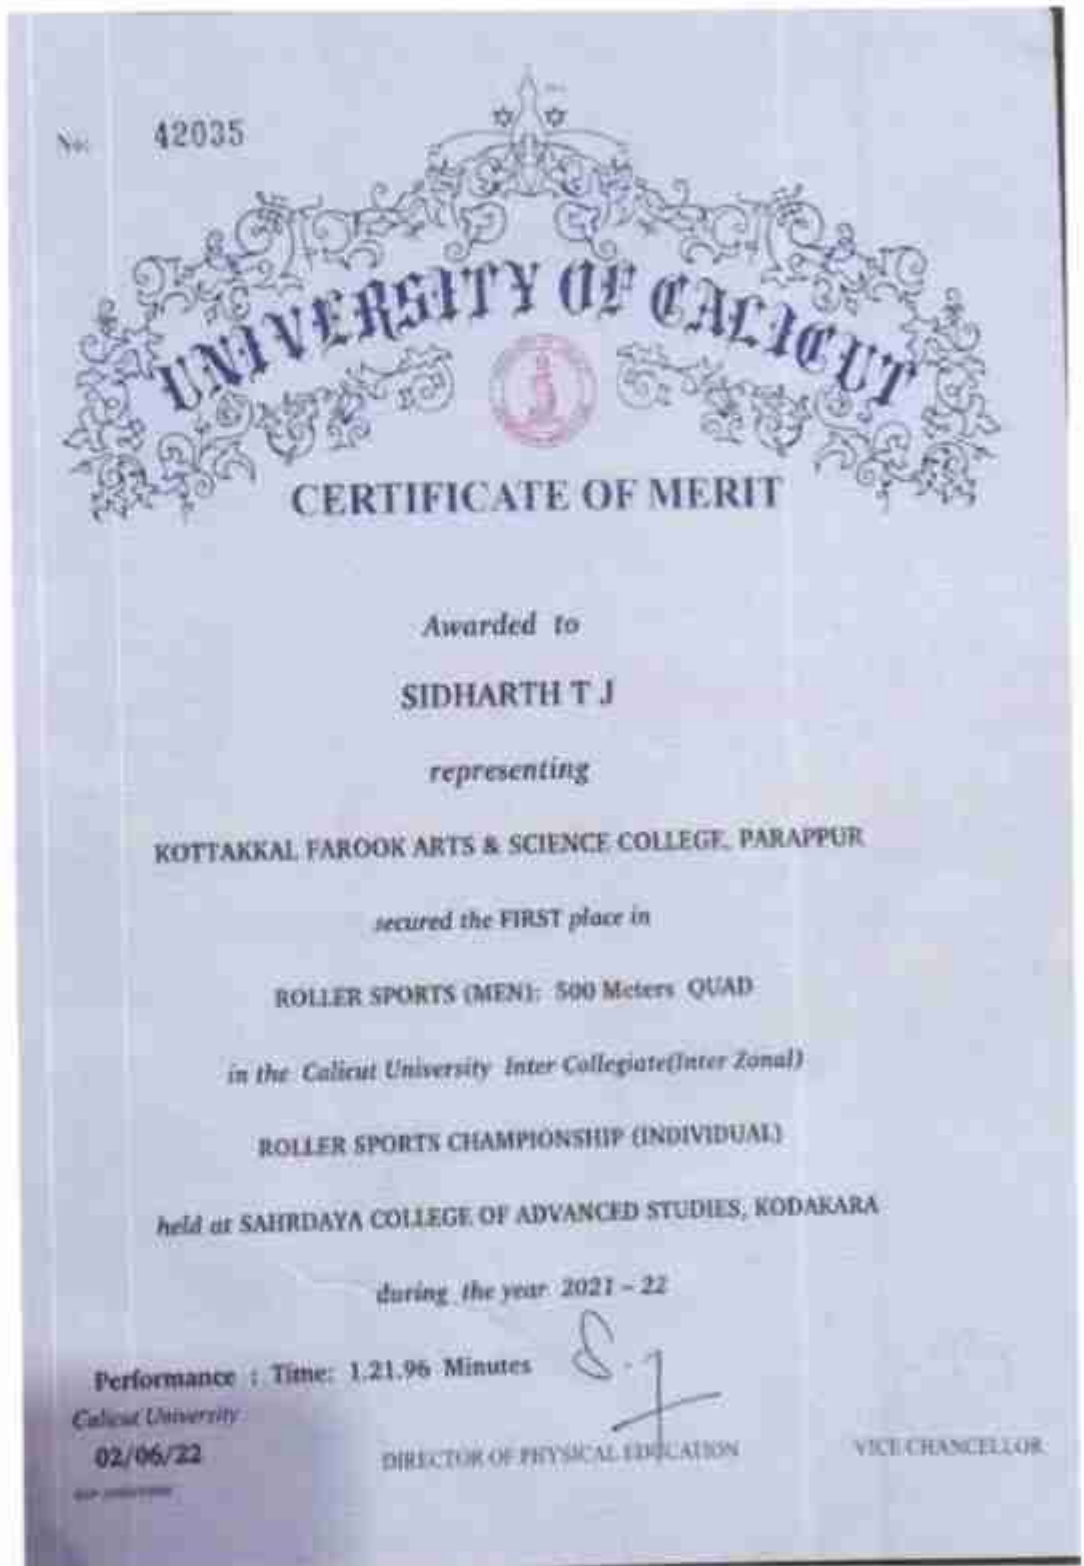 No: 42035
UNIVERSITY OF CALICUT
CERTIFICATE OF MERIT
Awarded to
SIDHARTH T J
representing
KOTTAKKAL FAROOK ARTS & SCIENCE COLLEGE, PARAPPUR
secured the FIRST place in
ROLLER SPORTS (MEN): 500 Meters QUAD
in the Calicut University Inter Collegiate(Inter Zonal)
ROLLER SPORTS CHAMPIONSHIP (INDIVIDUAL)
held at SAHRDAYA COLLEGE OF ADVANCED STUDIES, KODAKARA
during the year 2021 – 22
Performance : Time: 1.21.96 Minutes
Calicut University
02/06/22
DIRECTOR OF PHYSICAL EDUCATION
VICE CHANCELLOR